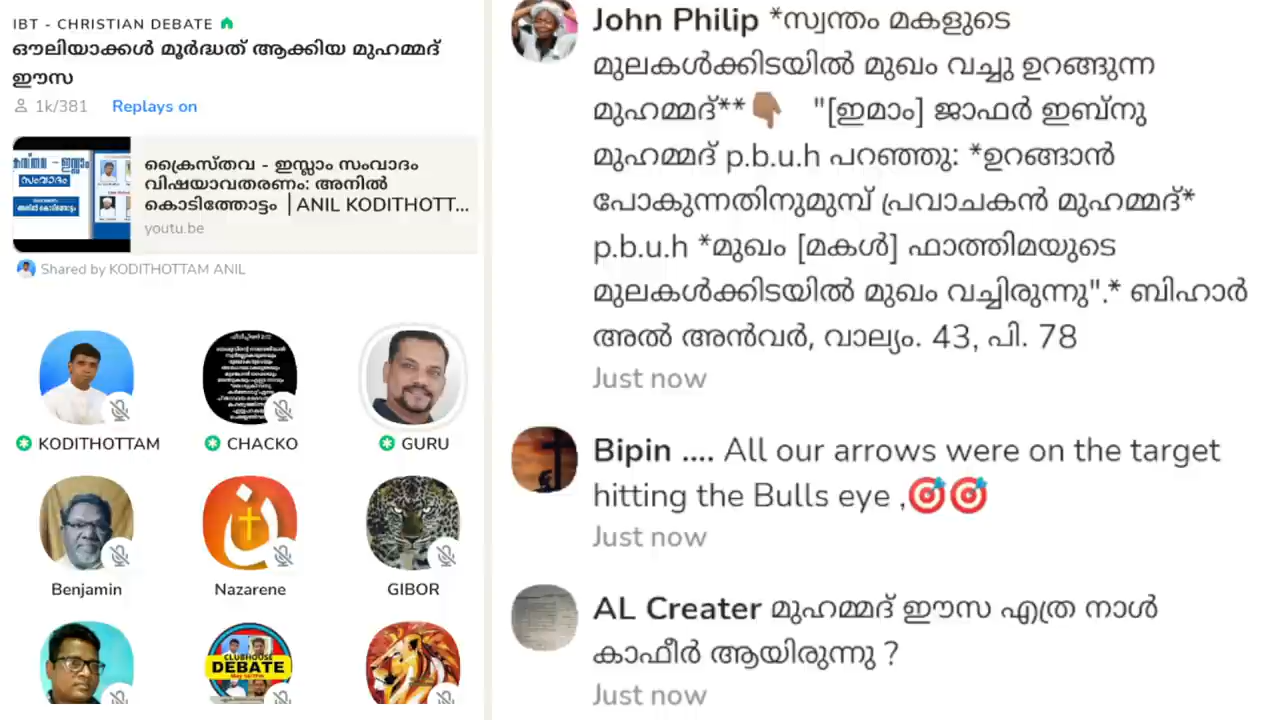 IBT - CHRISTIAN DEBATE
ഔലിയാക്കൾ മൂർദ്ധത് ആക്കിയ മുഹമ്മദ്
ഈസ
1k/381 Replays on
സംവാദം
ക്രൈസ്തവ - ഇസ്ലാം സംവാദം
വിഷയാവതരണം: അനിൽ
കൊടിത്തോട്ടം |ANIL KODITHOTT...
youtu.be
Shared by KODITHOTTAM ANIL
KODITHOTTAM
CHACKO
GURU
Benjamin
Nazarene
GIBOR
CLUBHOUSE
DEBATE
John Philip *സ്വന്തം മകളുടെ
മുലകൾക്കിടയിൽ മുഖം വച്ചു ഉറങ്ങുന്ന
മുഹമ്മദ്**👇🏽 "[ഇമാം] ജാഫർ ഇബ്നു
മുഹമ്മദ് p.b.u.h പറഞ്ഞു: *ഉറങ്ങാൻ
പോകുന്നതിനുമുമ്പ് പ്രവാചകൻ മുഹമ്മദ്*
p.b.u.h *മുഖം [മകൾ] ഫാത്തിമയുടെ
മുലകൾക്കിടയിൽ മുഖം വച്ചിരുന്നു".* ബിഹാർ
അൽ അൻവർ, വാല്യം. 43, പി. 78
Just now
Bipin .... All our arrows were on the target
hitting the Bulls eye ,🎯🎯
Just now
AL Creater മുഹമ്മദ് ഈസ എത്ര നാൾ
കാഫീർ ആയിരുന്നു ?
Just now